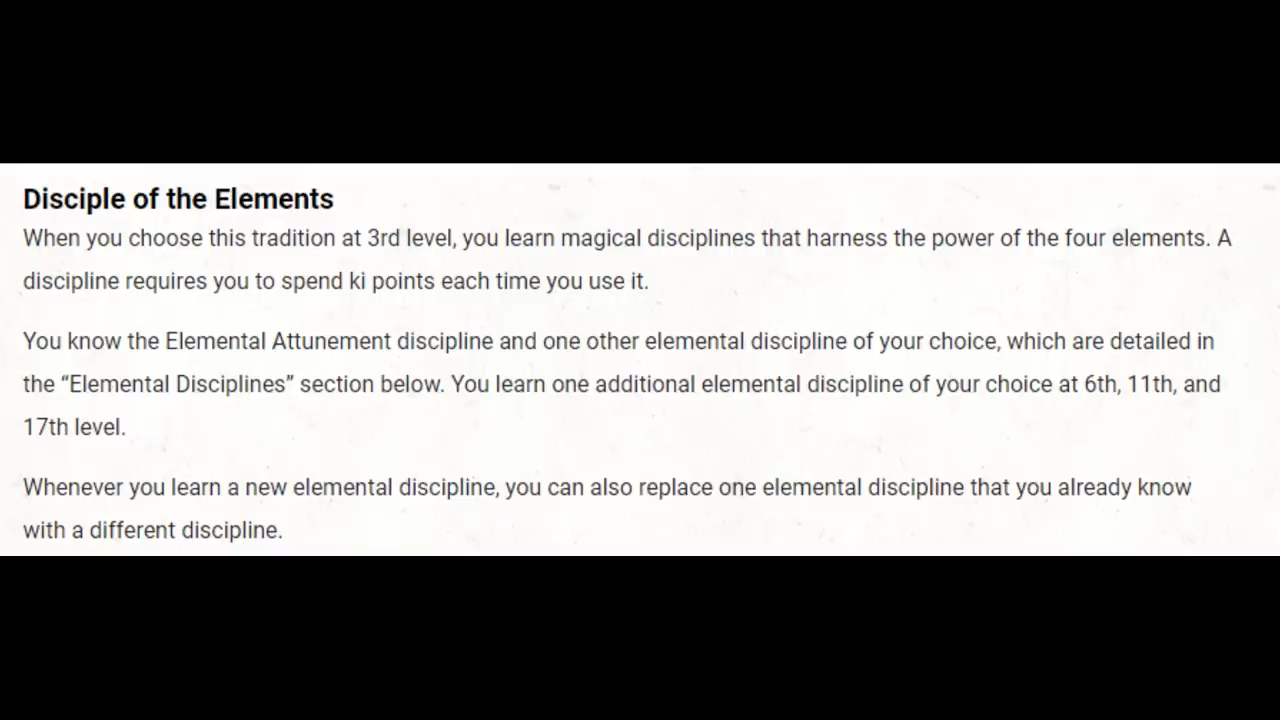 Disciple of the Elements
When you choose this tradition at 3rd level, you learn magical disciplines that harness the power of the four elements. A
discipline requires you to spend ki points each time you use it.
You know the Elemental Attunement discipline and one other elemental discipline of your choice, which are detailed in
the “Elemental Disciplines” section below. You learn one additional elemental discipline of your choice at 6th, 11th, and
17th level.
Whenever you learn a new elemental discipline, you can also replace one elemental discipline that you already know
with a different discipline.